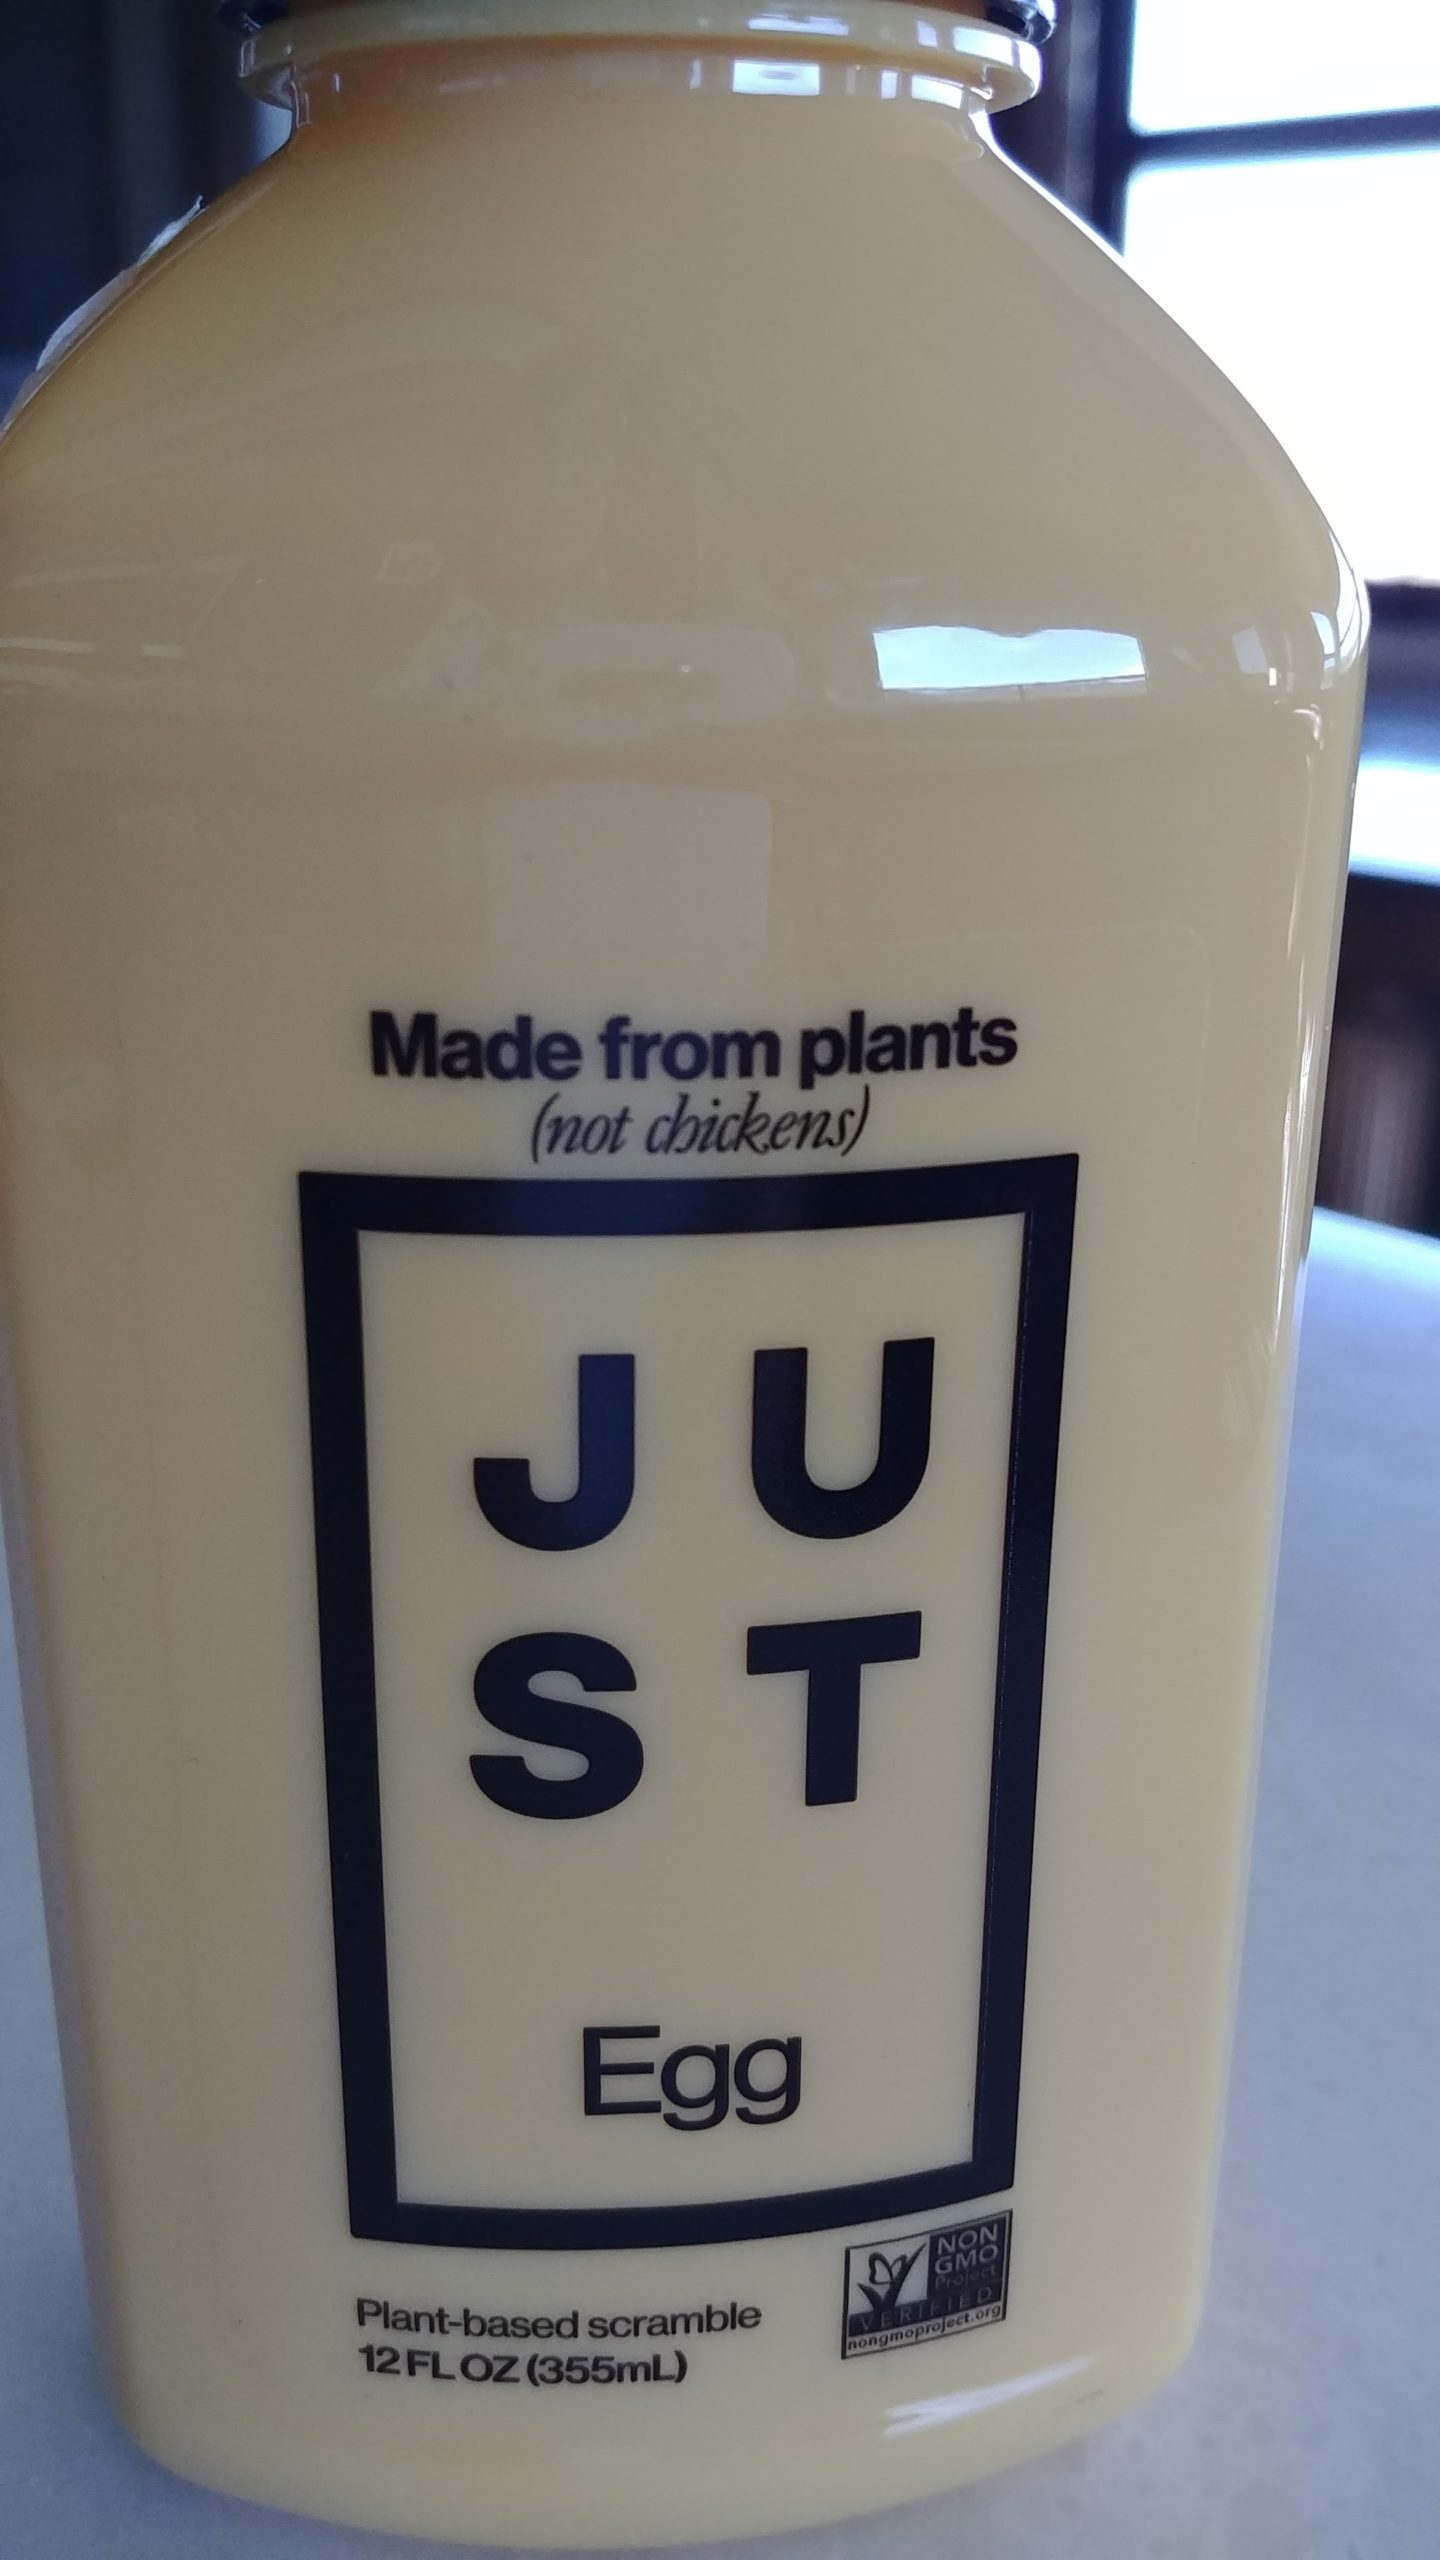 Made from plants
(not chickens)
JU
ST
Egg
Plant-based scramble
12 FL OZ (355mL)
NON
GMO
Project
VERIFIED
nongmoproject.org